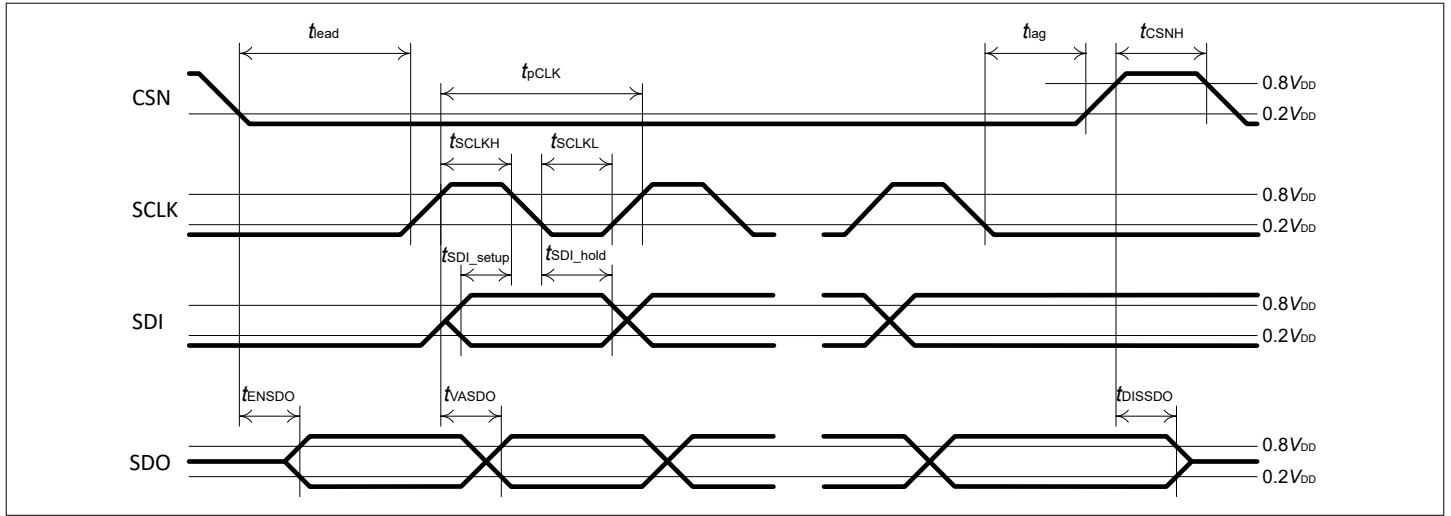 tlead
tlag
tCSNH
tpCLK
CSN
0.8VDD
0.2VDD
tSCLKH
tSCLKL
SCLK
0.8VDD
0.2VDD
tSDI_setup
tSDI_hold
SDI
0.8VDD
0.2VDD
tENSDO
tVASDO
tDISSDO
SDO
0.8VDD
0.2VDD